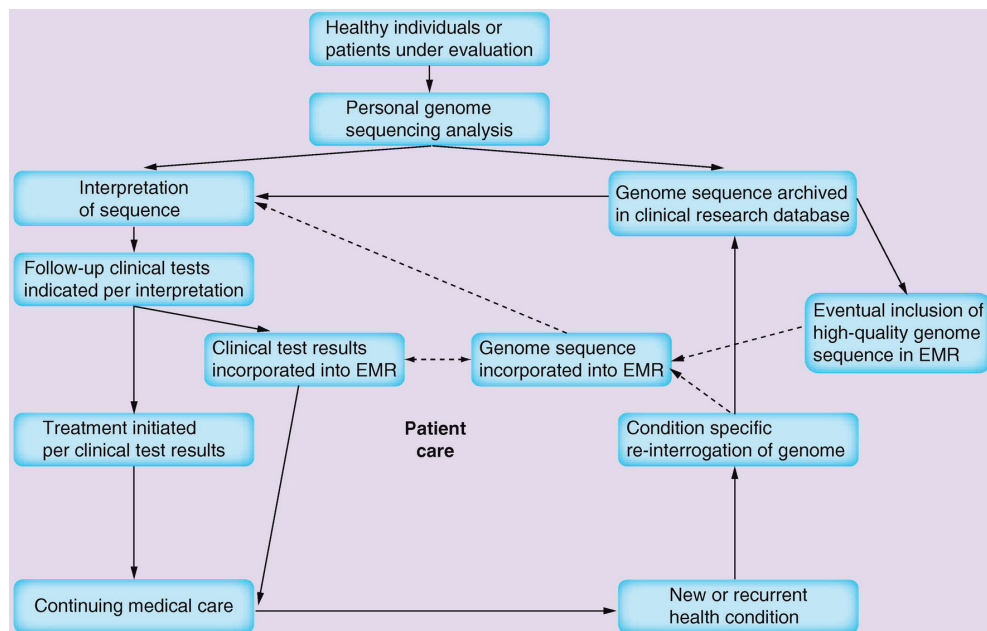 Healthy individuals or
patients under evaluation
Personal genome
sequencing analysis
Interpretation
of sequence
Genome sequence archived
in clinical research database
Follow-up clinical tests
indicated per interpretation
Eventual inclusion of
high-quality genome
sequence in EMR
Clinical test results
incorporated into EMR
Genome sequence
incorporated into EMR
Treatment initiated
per clinical test results
Patient
care
Condition specific
re-interrogation of genome
Continuing medical care
New or recurrent
health condition